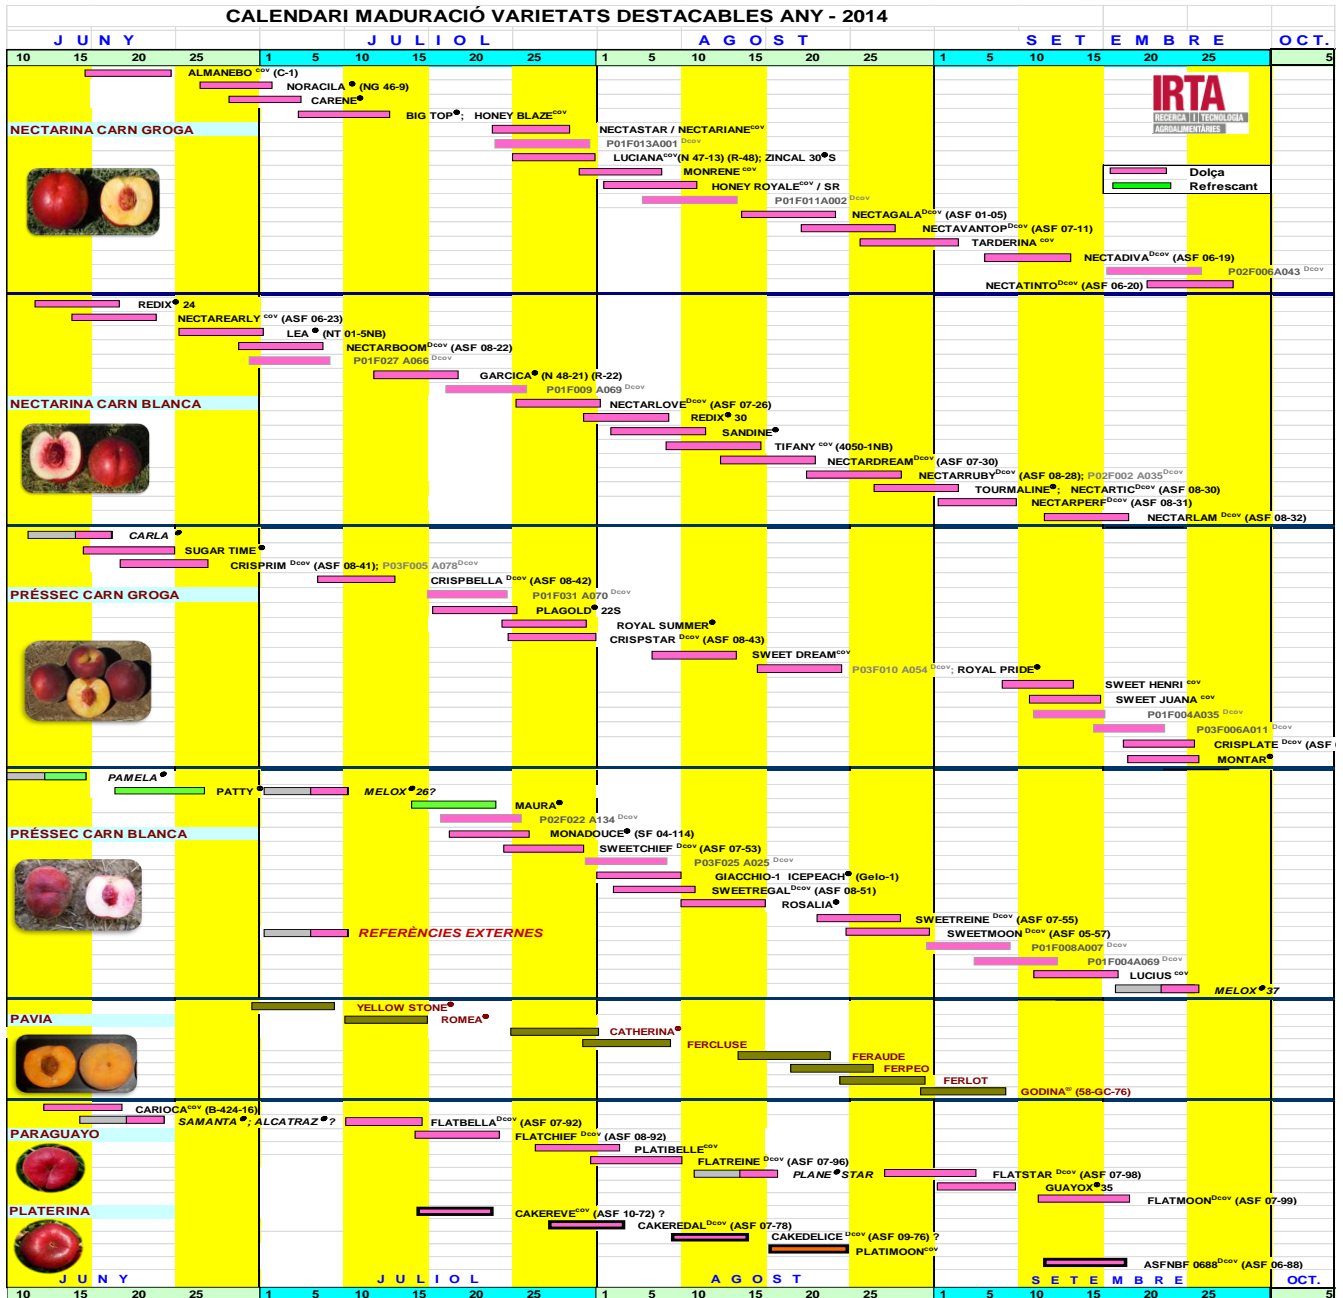 CALENDARI MADURACIÓ VARIETATS DESTACABLES ANY - 2014
J U N Y J U L I O L A G O S T S E T E M B R E OCT.
10 15 20 25 1 5 10 15 20 25 1 5 10 15 20 25 1 5 10 15 20 25 1 5
ALMANEBO cov (C-1)
NORACILA (NG 46-9)
CARENE
BIG TOP; HONEY BLAZE cov
NECTARINA CARN GROGA
NECTASTAR / NECTARIANE cov
P01F013A001 Dcov
LUCIANA cov (N 47-13) (R-48); ZINCAL 30 S
MONRENE cov
HONEY ROYALE cov / SR
P01F011A002 Dcov
NECTAGALA Dcov (ASF 01-05)
NECTAVANTOP Dcov (ASF 07-11)
TARDERINA cov
NECTADIVA Dcov (ASF 06-19)
P02F006A043 Dcov
NECTATINTO Dcov (ASF 06-20)
IRTA
RECERCA | TECNOLOGIA
AGROALIMENTÀRIES
Dolça
Refrescant
REDIX 24
NECTAREARLY cov (ASF 06-23)
LEA (NT 01-5NB)
NECTARBOOM Dcov (ASF 08-22)
P01F027 A066 Dcov
GARCICA (N 48-21) (R-22)
P01F009 A069 Dcov
NECTARINA CARN BLANCA
NECTARLOVE Dcov (ASF 07-26)
REDIX 30
SANDINE
TIFANY cov (4050-1NB)
NECTARDREAM Dcov (ASF 07-30)
NECTARRUBY Dcov (ASF 08-28); P02F002 A035 Dcov
TOURMALINE; NECTARTIC Dcov (ASF 08-30)
NECTARPERF Dcov (ASF 08-31)
NECTARLAM Dcov (ASF 08-32)
CARLA
SUGAR TIME
CRISPRIM Dcov (ASF 08-41); P03F005 A078 Dcov
CRISPBELLA Dcov (ASF 08-42)
PRÉSSEC CARN GROGA
P01F031 A070 Dcov
PLAGOLD 22S
ROYAL SUMMER
CRISPSTAR Dcov (ASF 08-43)
SWEET DREAM cov
P03F010 A054 Dcov; ROYAL PRIDE
SWEET HENRI cov
SWEET JUANA cov
P01F004A035 Dcov
P03F006A011 Dcov
CRISPLATE Dcov (ASF
MONTAR
PAMELA
PATTY MELOX 26?
MAURA
P02F022 A134 Dcov
PRÉSSEC CARN BLANCA
MONADOUCE (SF 04-114)
SWEETCHIEF Dcov (ASF 07-53)
P03F025 A025 Dcov
GIACCHIO-1 ICEPEACH (Gelo-1)
SWEETREGAL Dcov (ASF 08-51)
ROSALIA
SWEETREINE Dcov (ASF 07-55)
REFERÈNCIES EXTERNES
SWEETMOON Dcov (ASF 05-57)
P01F008A007 Dcov
P01F004A069 Dcov
LUCIUS cov
MELOX 37
YELLOW STONE
PAVIA
ROMEA
CATHERINA
FERCLUSE
FERAUDE
FERPEO
FERLOT
GODINA (58-GC-76)
CARIOCA cov (B-424-16)
SAMANTA; ALCATRAZ ?
FLATBELLA Dcov (ASF 07-92)
PARAGUAYO
FLATCHIEF Dcov (ASF 08-92)
PLATIBELLE cov
FLATREINE Dcov (ASF 07-96)
PLANE STAR
FLATSTAR Dcov (ASF 07-98)
GUAYOX 35
FLATMOON Dcov (ASF 07-99)
PLATERINA
CAKEREVE cov (ASF 10-72) ?
CAKEREDAL Dcov (ASF 07-78)
CAKEDELICE Dcov (ASF 09-76) ?
PLATIMOON cov
ASFNBF 0688 Dcov (ASF 06-88)
J U N Y J U L I O L A G O S T S E T E M B R E OCT.
10 15 20 25 1 5 10 15 20 25 1 5 10 15 20 25 1 5 10 15 20 25 1 5